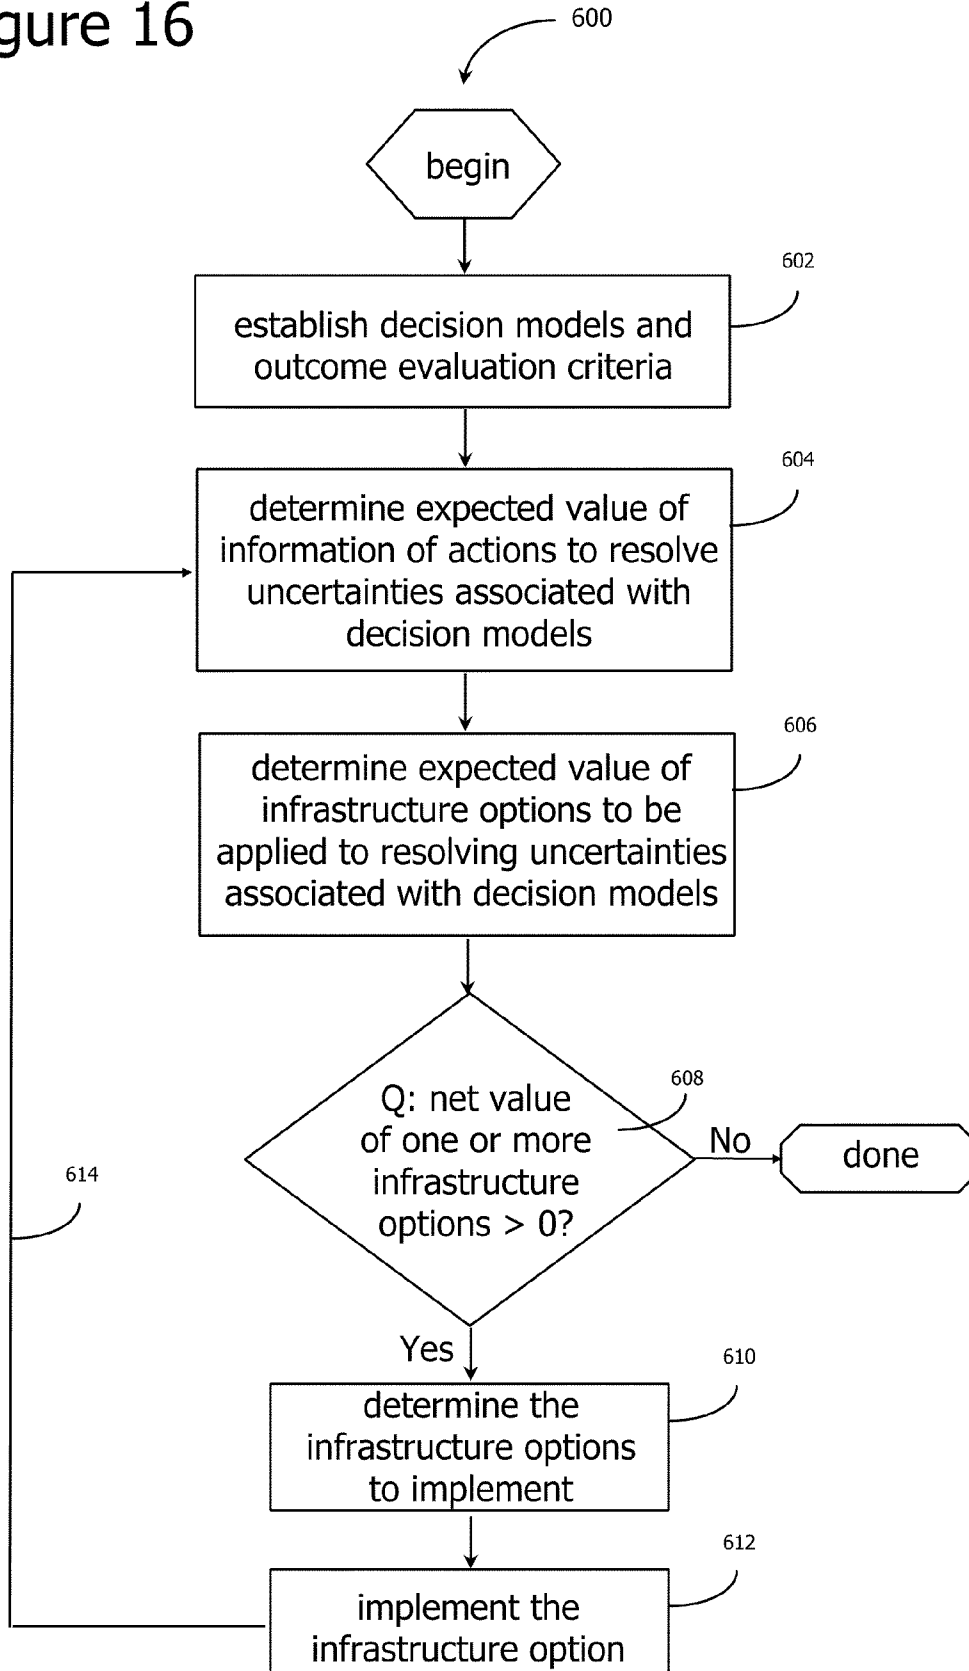 gure 16
600
begin
602
establish decision models and
outcome evaluation criteria
604
determine expected value of
information of actions to resolve
uncertainties associated with
decision models
606
determine expected value of
infrastructure options to be
applied to resolving uncertainties
associated with decision models
608
Q: net value
of one or more
infrastructure
options > 0?
No
done
614
Yes
610
determine the
infrastructure options
to implement
612
implement the
infrastructure option